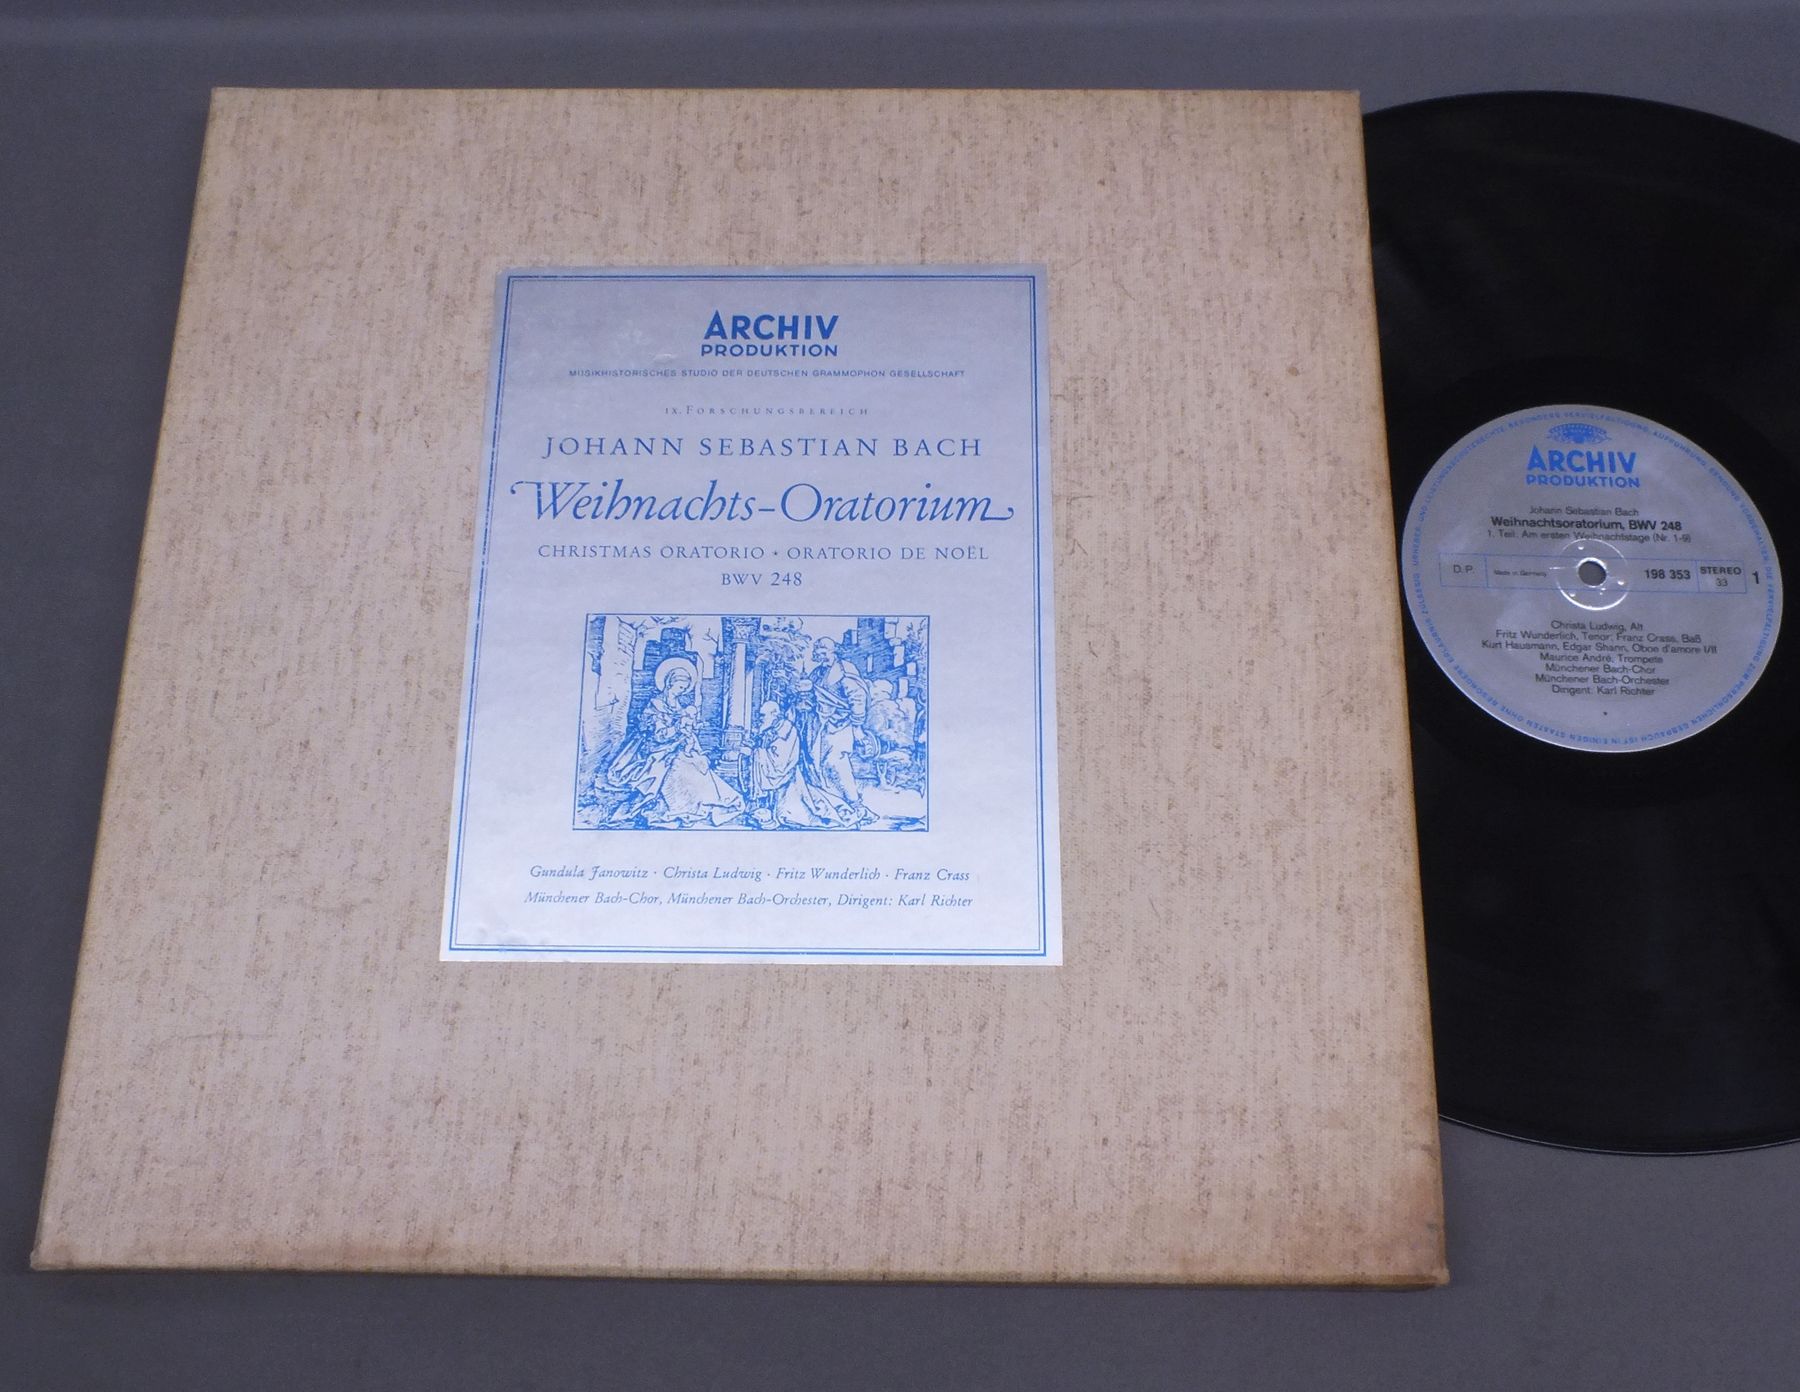 ARCHIV
PRODUKTION
MUSIKHISTORISCHES STUDIO DER DEUTSCHEN GRAMMOPHON GESELLSCHAFT
IX. FORSCHUNGSBEREICH
JOHANN SEBASTIAN BACH
Weihnachts-Oratorium
CHRISTMAS ORATORIO * ORATORIO DE NOËL
BWV 248
Gundula Janowitz · Christa Ludwig · Fritz Wunderlich · Franz Crass
Münchener Bach-Chor, Münchener Bach-Orchester, Dirigent: Karl Richter
ARCHIV
PRODUKTION
Johann Sebastian Bach
Weihnachtsoratorium, BWV 248
1. Teil: Am ersten Weihnachtstage (Nr. 1-9)
D.P. Made in Germany 198 353 STEREO 33 1
Christa Ludwig, Alt
Fritz Wunderlich, Tenor; Franz Crass, Baß
Kurt Hausmann, Edgar Shann, Oboe d'amore I/II
Maurice André, Trompete
Münchener Bach-Chor
Münchener Bach-Orchester
Dirigent: Karl Richter